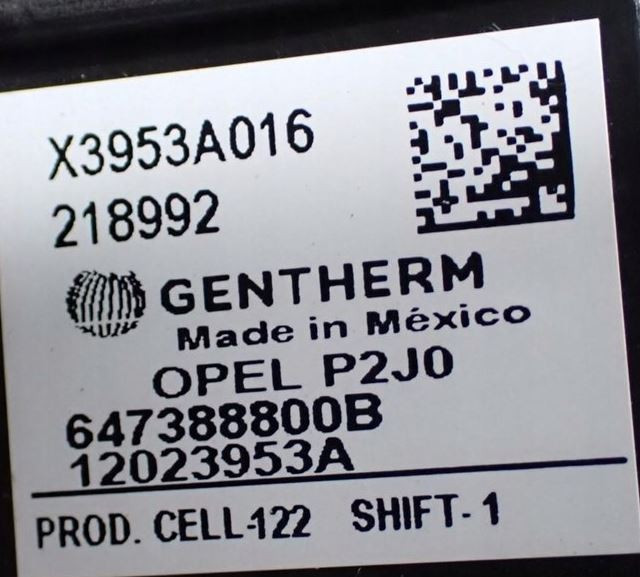 X3953A016
218992
GENTHERM
Made in México
OPEL P2J0
647388800B
12023953A
PROD. CELL-122 SHIFT-1